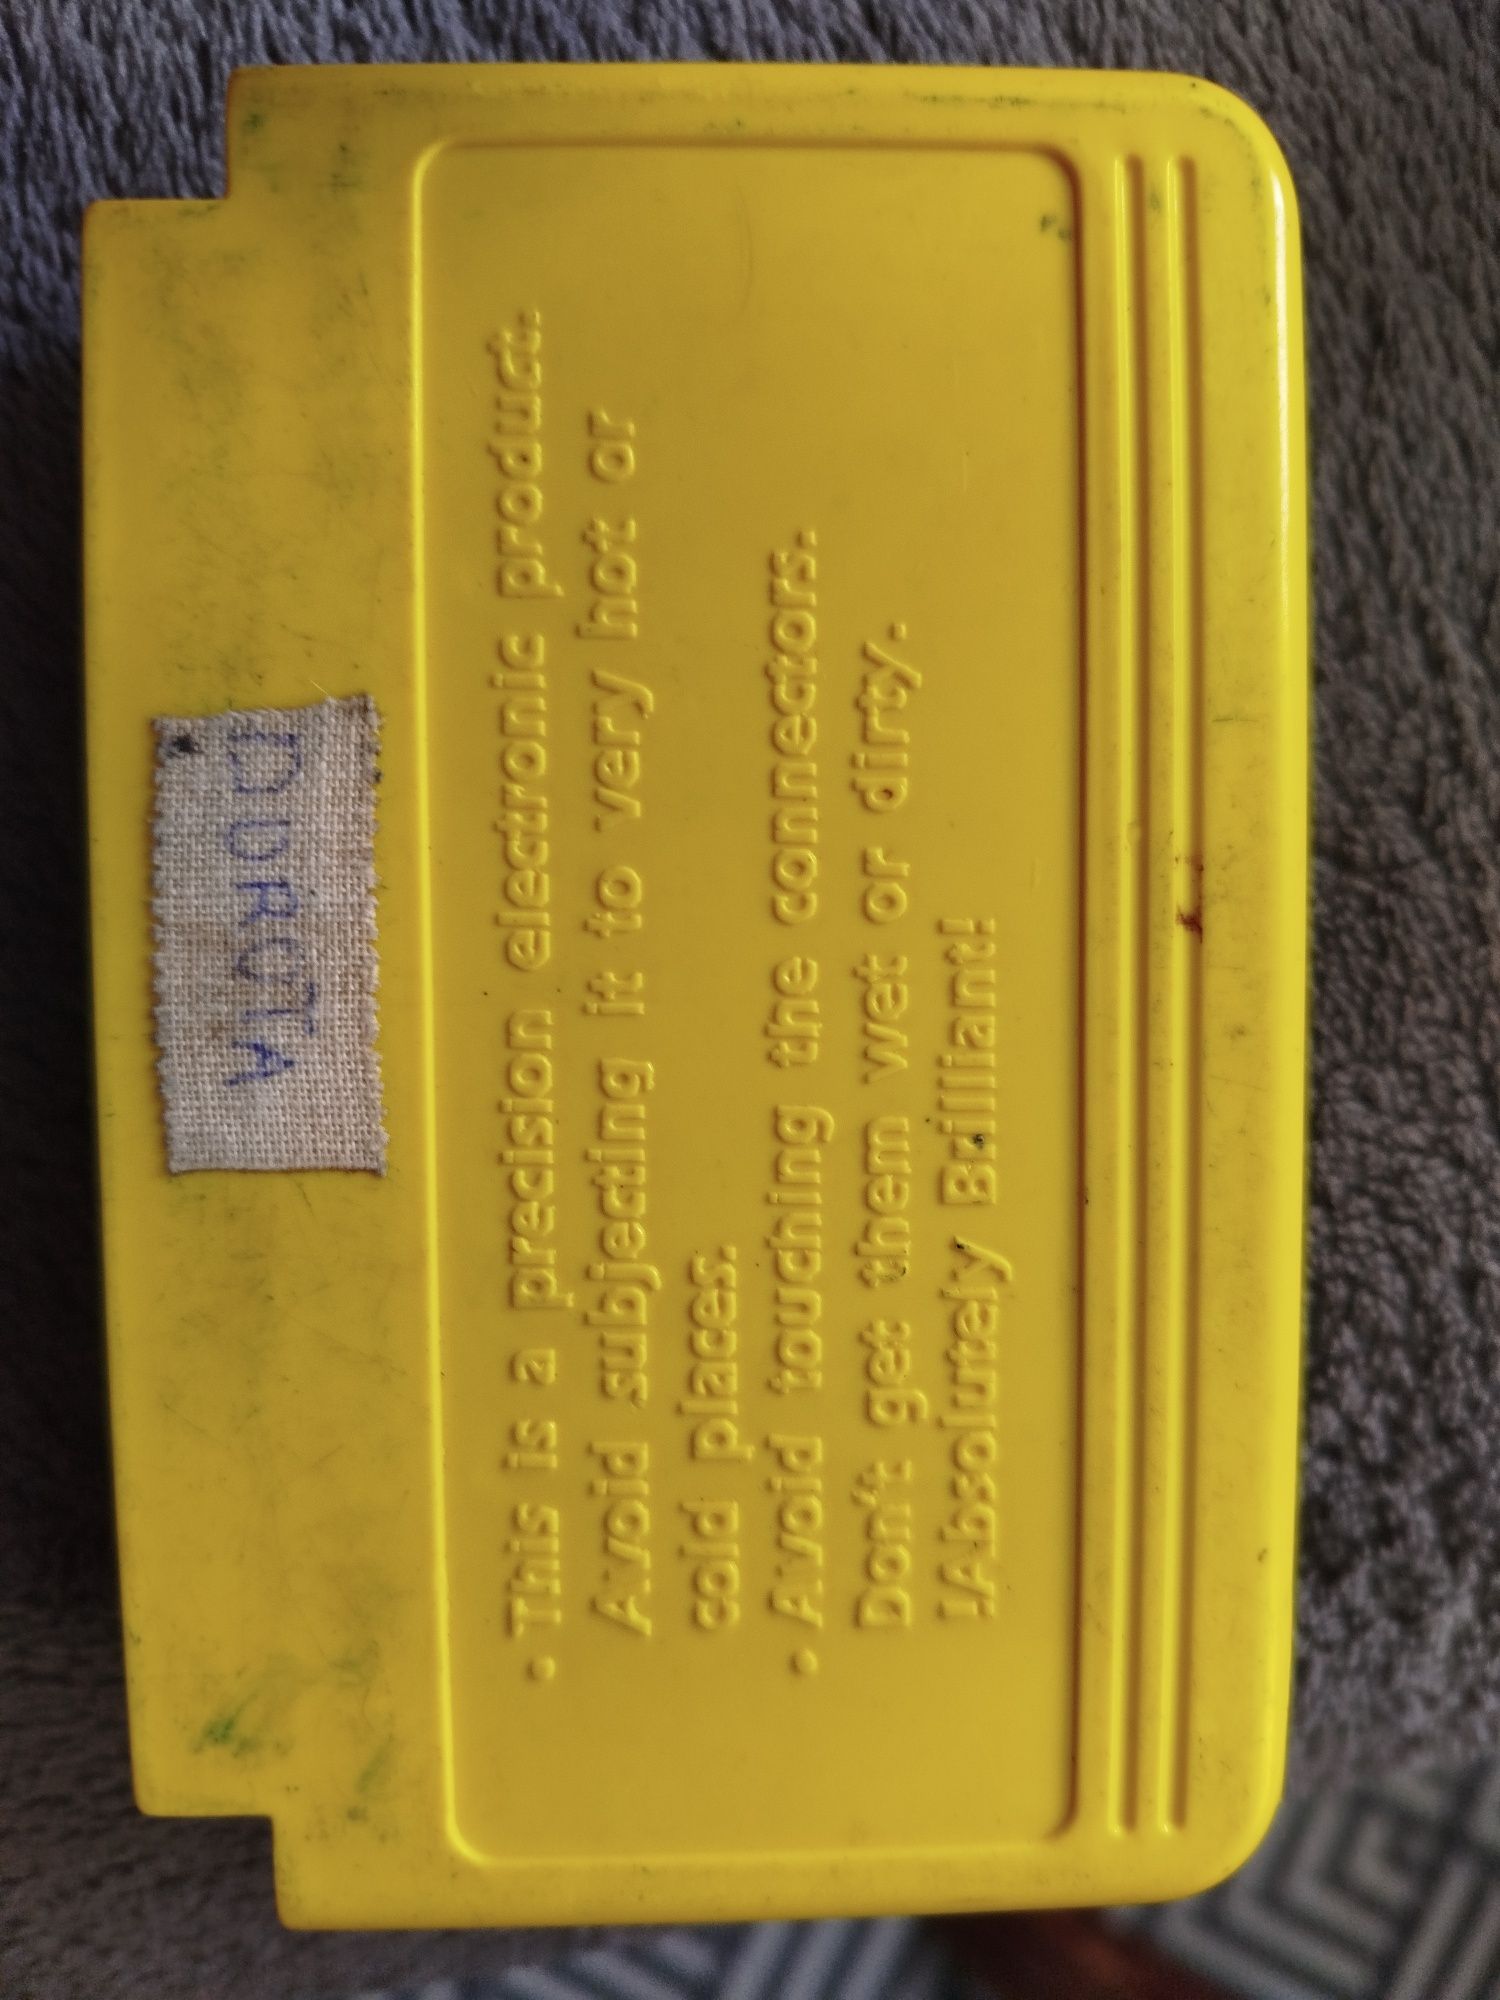 DOROTA
• This is a precision electronic product.
Avoid subjecting it to very hot or
cold places.
• Avoid touching the connectors.
Don't get them wet or dirty.
!Absolutely Brilliant!